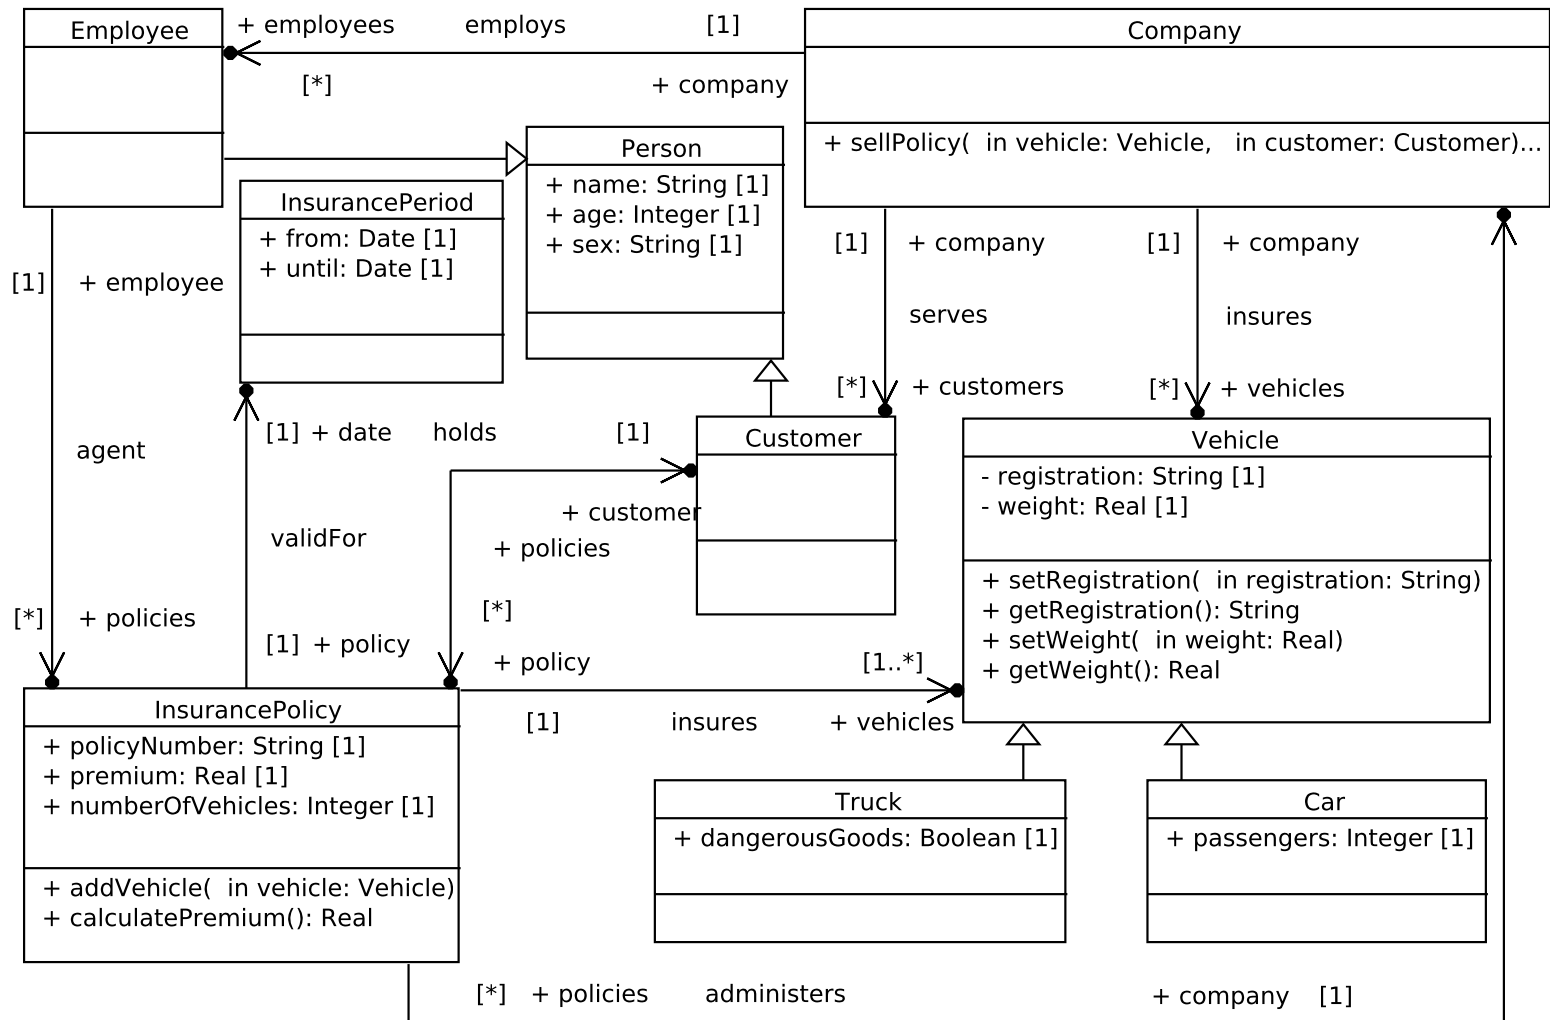 Employee
+ employees employs [1]
[*] + company
Company
+ sellPolicy( in vehicle: Vehicle, in customer: Customer)...
Person
+ name: String [1]
+ age: Integer [1]
+ sex: String [1]
InsurancePeriod
+ from: Date [1]
+ until: Date [1]
[1] + employee
agent
[*] + policies
[1] + company
serves
[*] + customers
[1] + company
insures
[*] + vehicles
[1] + date
validFor
[1] + policy
holds [1]
+ customer
+ policies
[*]
Customer
Vehicle
- registration: String [1]
- weight: Real [1]
+ setRegistration( in registration: String)
+ getRegistration(): String
+ setWeight( in weight: Real)
+ getWeight(): Real
+ policy [1..*]
[1] insures + vehicles
InsurancePolicy
+ policyNumber: String [1]
+ premium: Real [1]
+ numberOfVehicles: Integer [1]
+ addVehicle( in vehicle: Vehicle)
+ calculatePremium(): Real
Truck
+ dangerousGoods: Boolean [1]
Car
+ passengers: Integer [1]
[*] + policies administers + company [1]